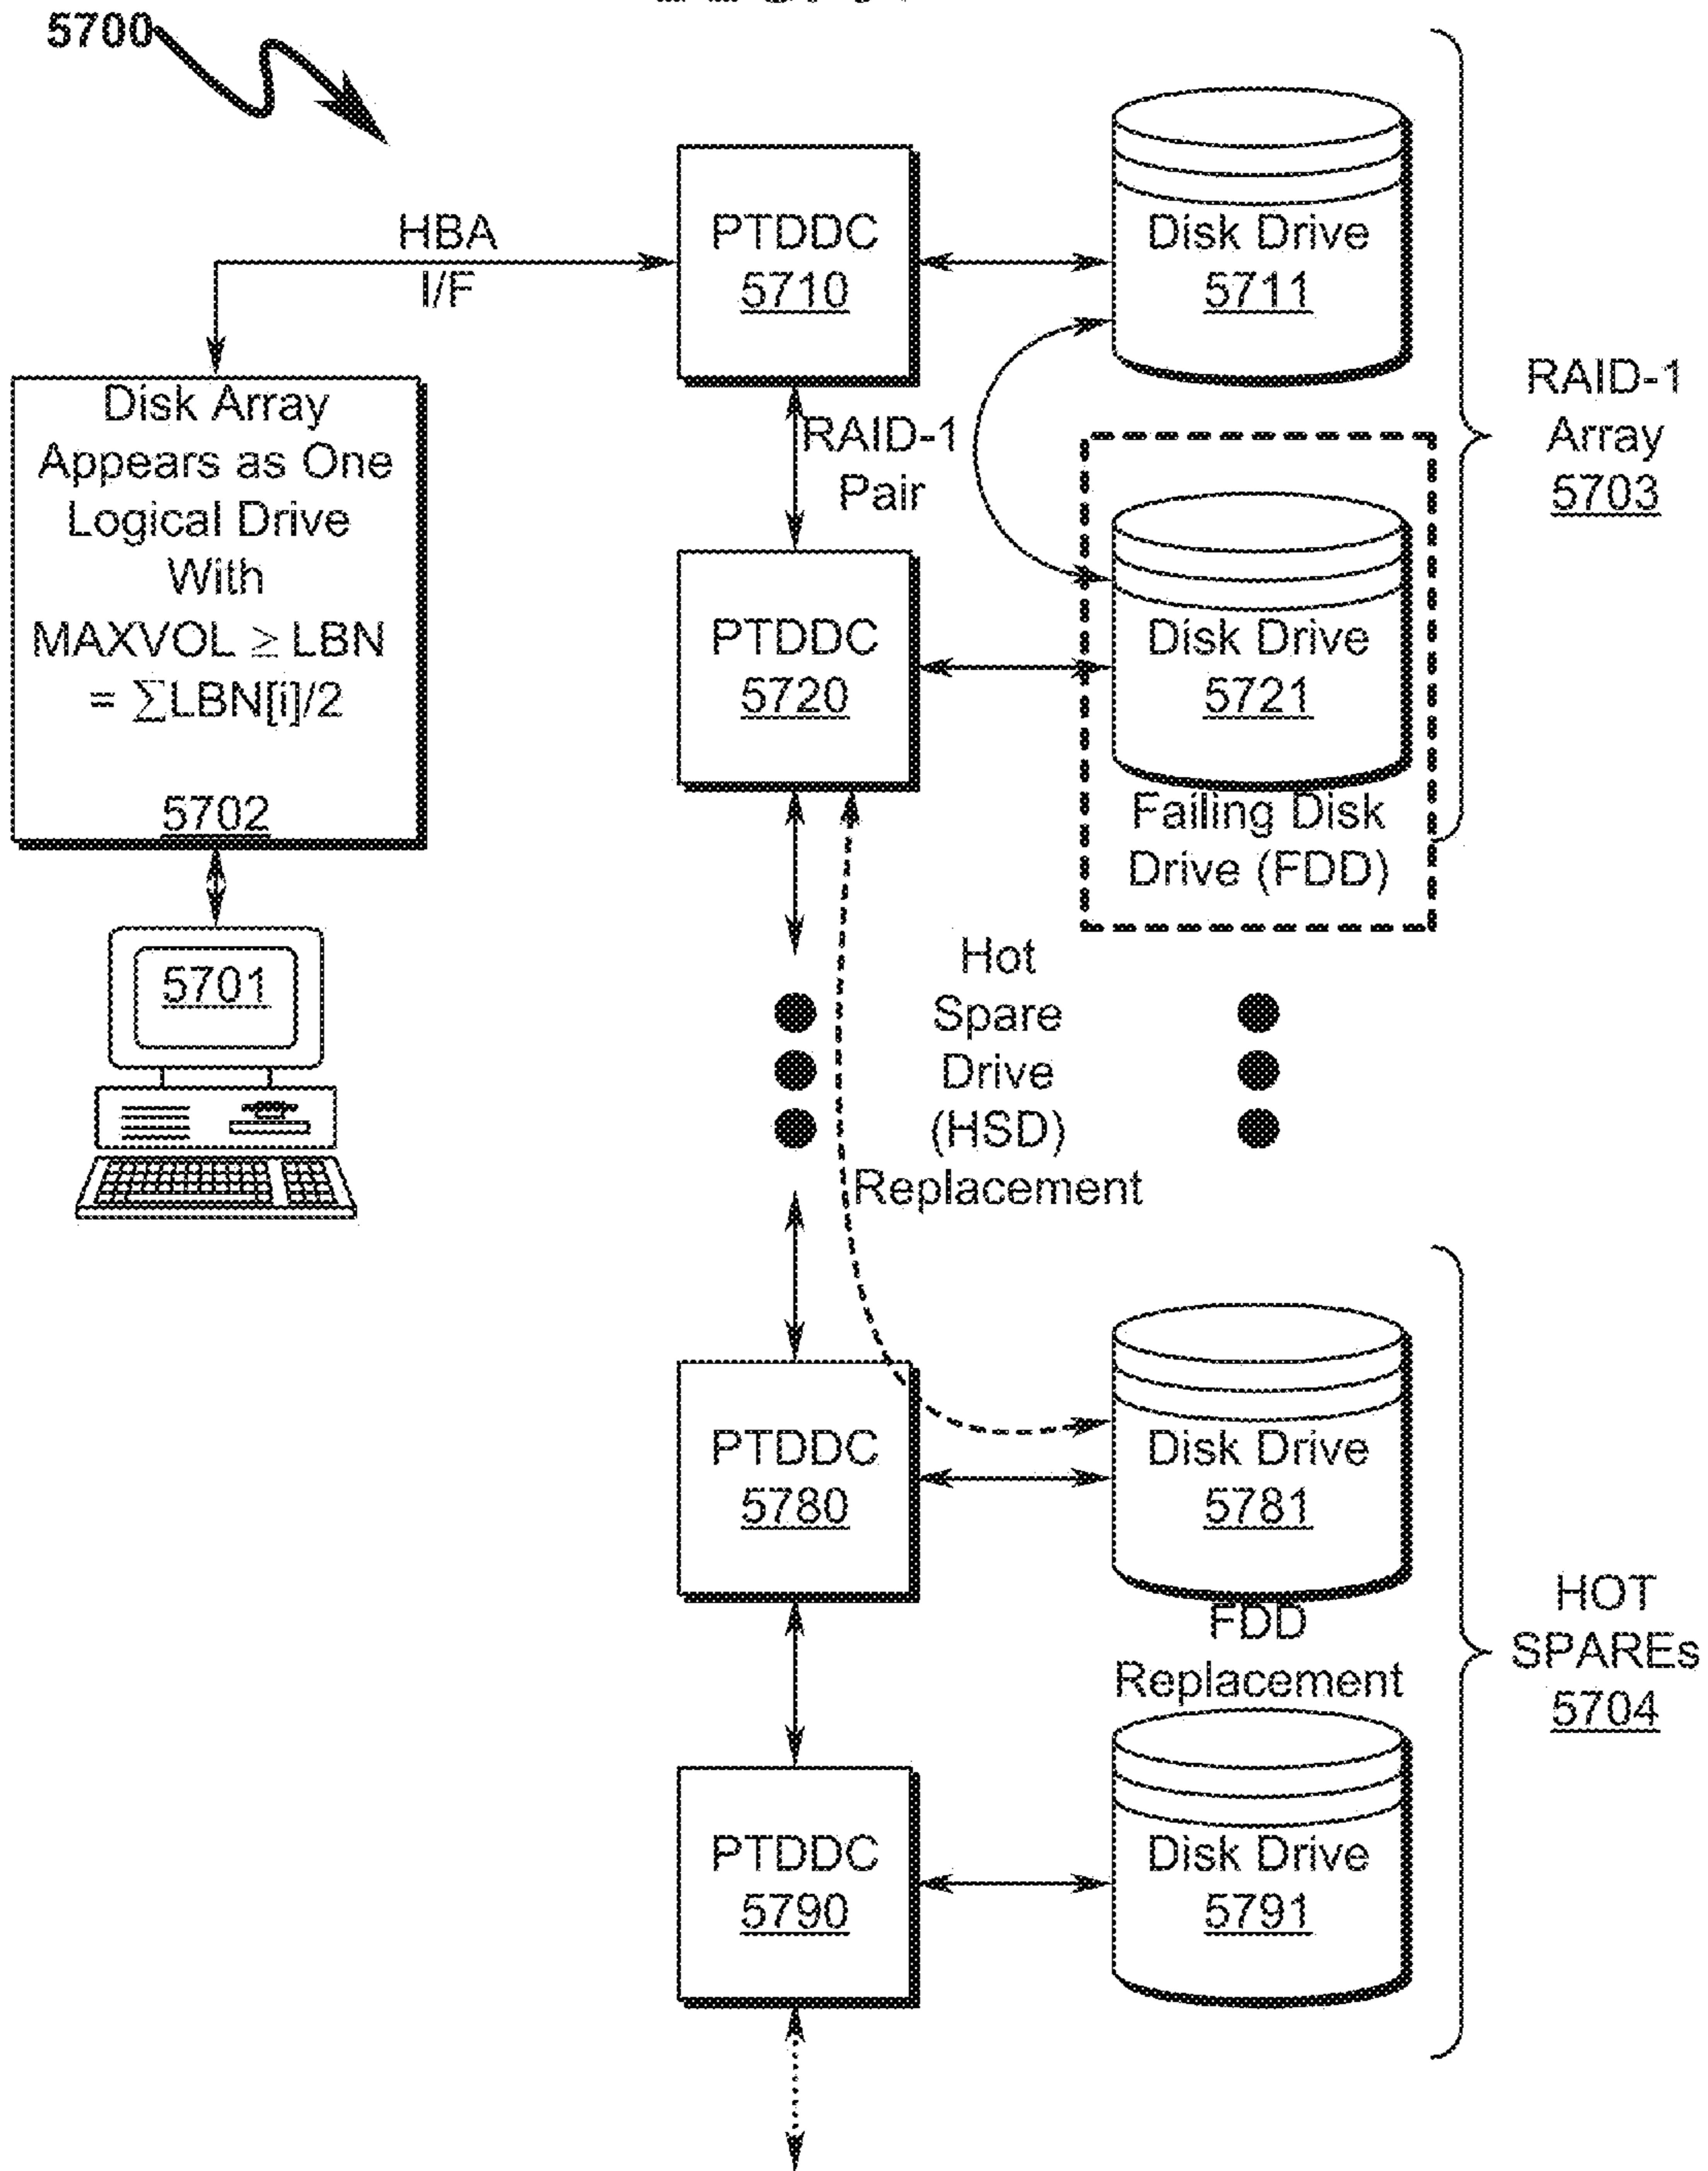 5700
HBA
I/F
PTDDC
5710
Disk Drive
5711
RAID-1
Array
5703
Disk Array
Appears as One
Logical Drive
With
MAXVOL ≥ LBN
= ∑LBN[i]/2
5702
RAID-1
Pair
PTDDC
5720
Disk Drive
5721
Failing Disk
Drive (FDD)
5701
Hot
Spare
Drive
(HSD)
Replacement
PTDDC
5780
Disk Drive
5781
FDD
Replacement
HOT
SPAREs
5704
PTDDC
5790
Disk Drive
5791